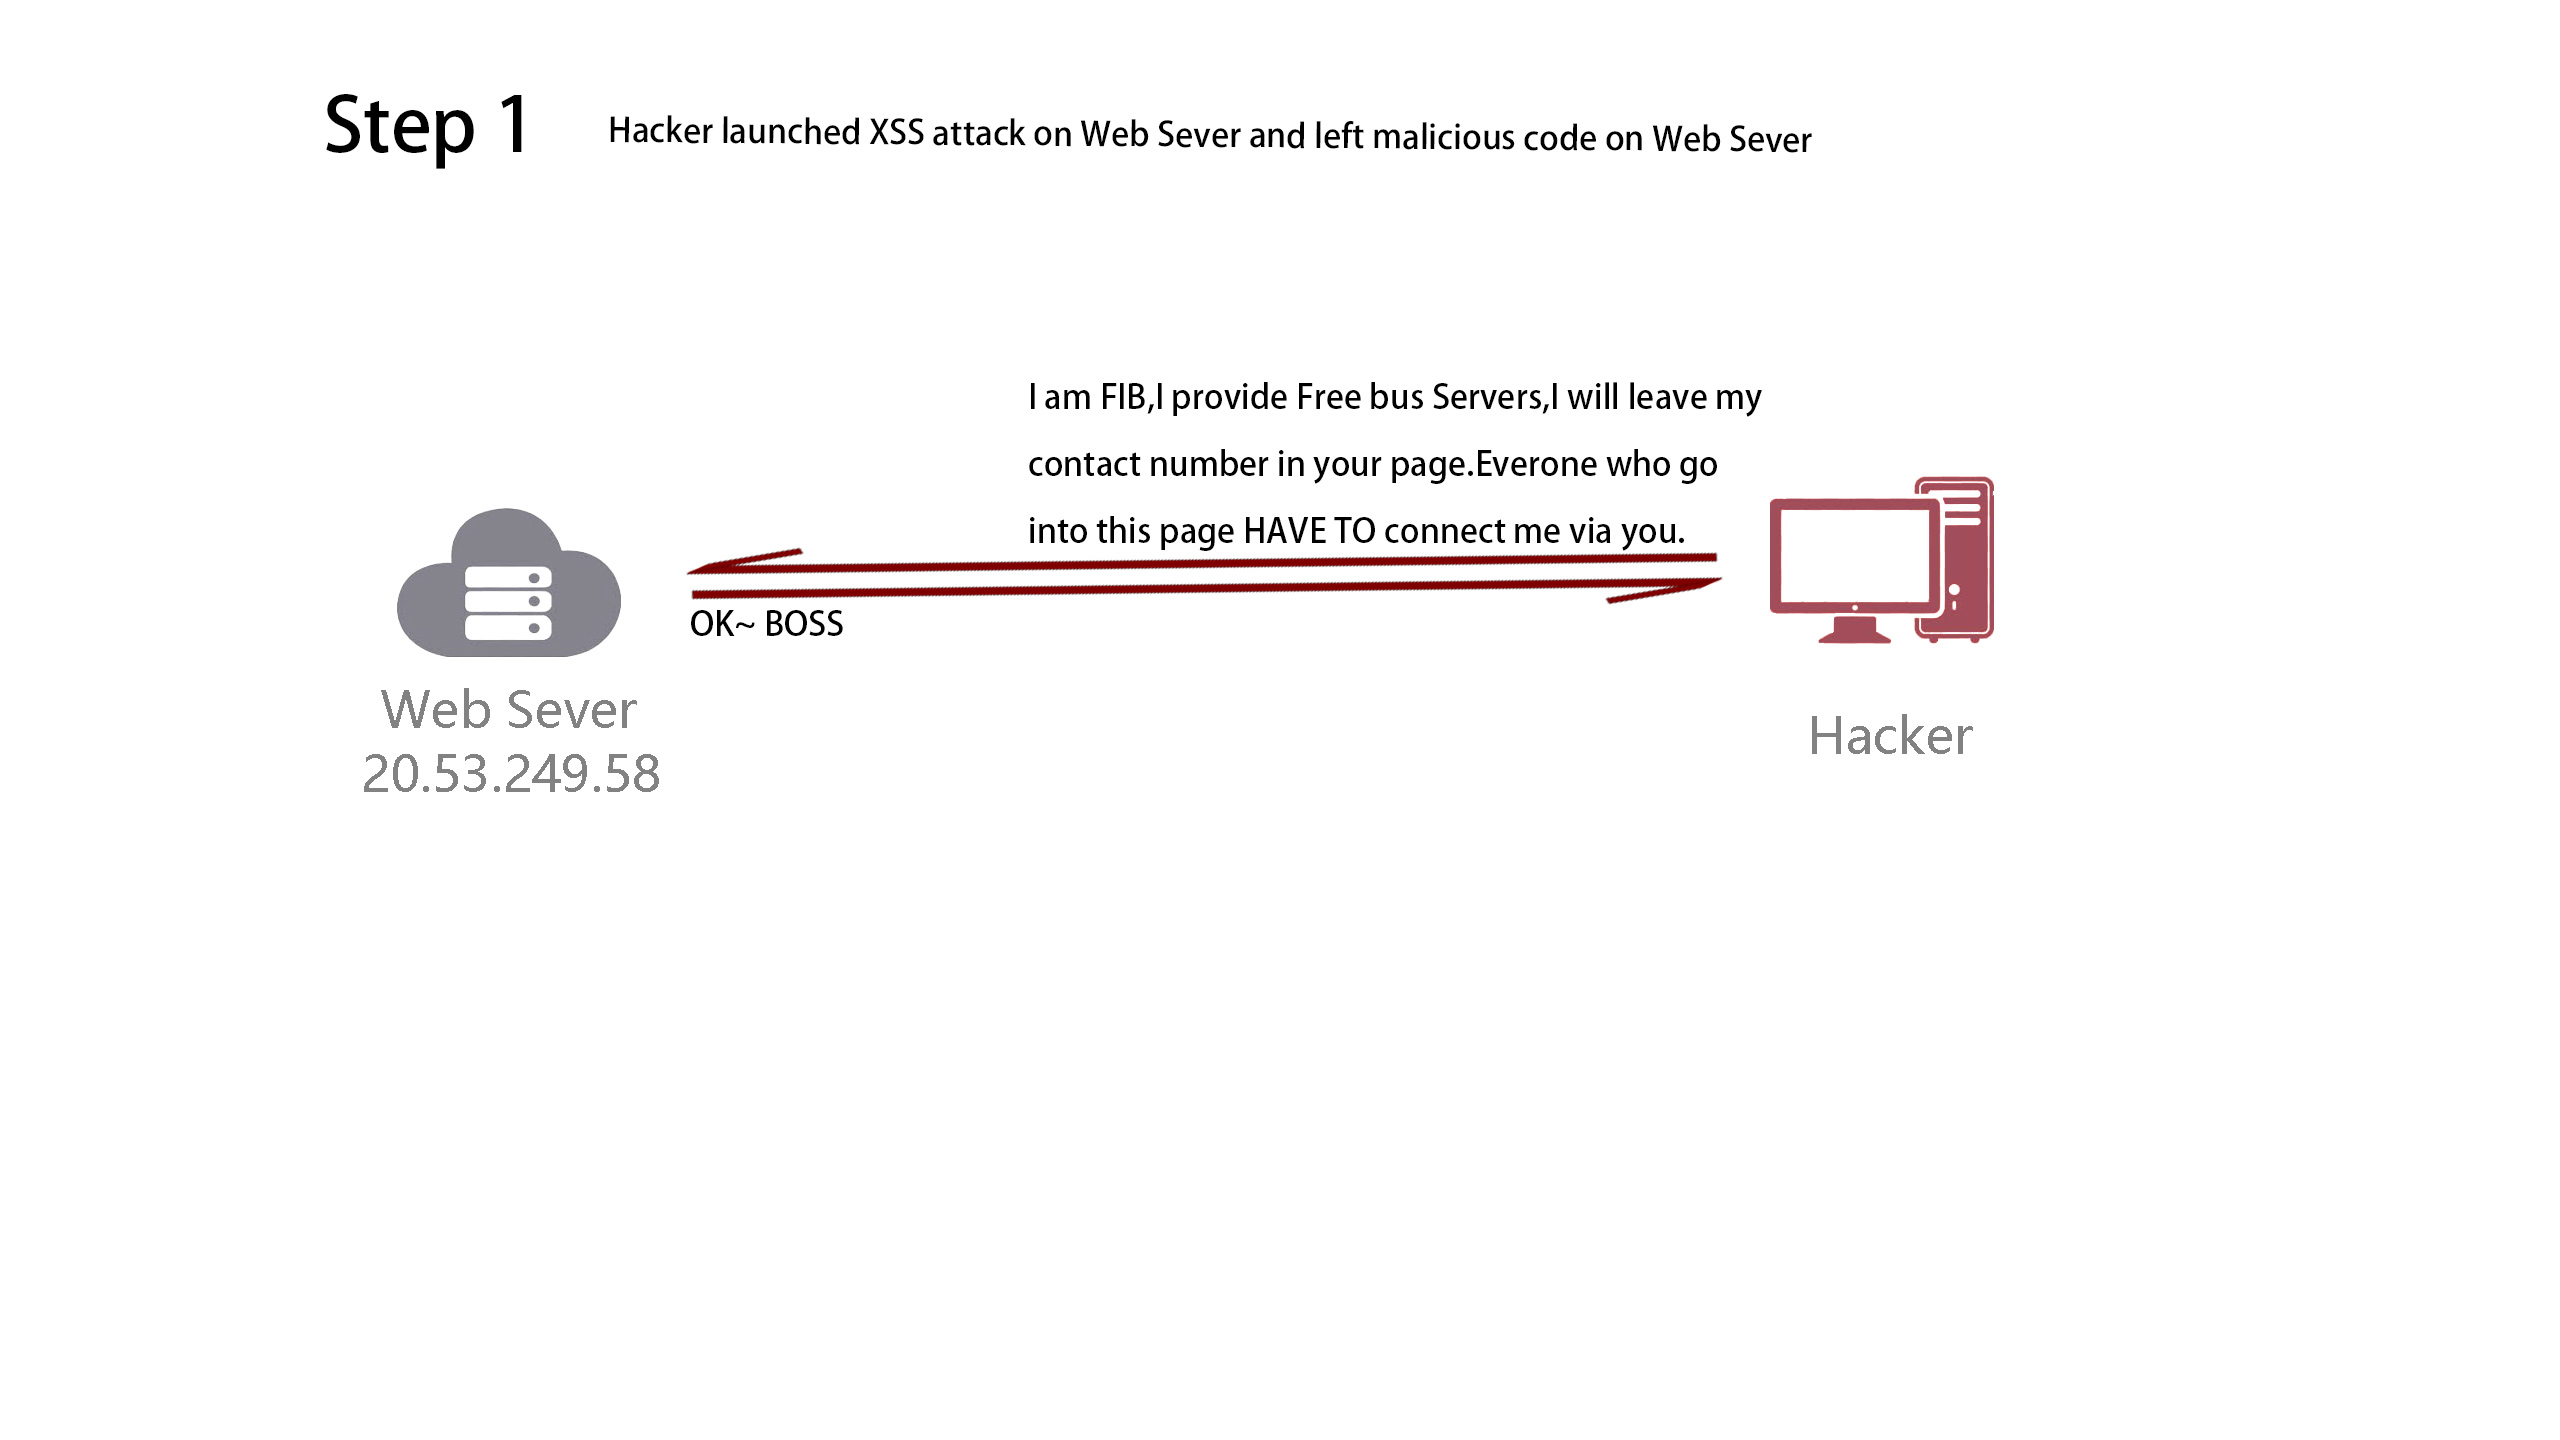 Step 1
Hacker launched XSS attack on Web Sever and left malicious code on Web Sever
I am FIB,I provide Free bus Servers,I will leave my
contact number in your page.Everone who go
into this page HAVE TO connect me via you.
OK~ BOSS
Web Sever
20.53.249.58
Hacker